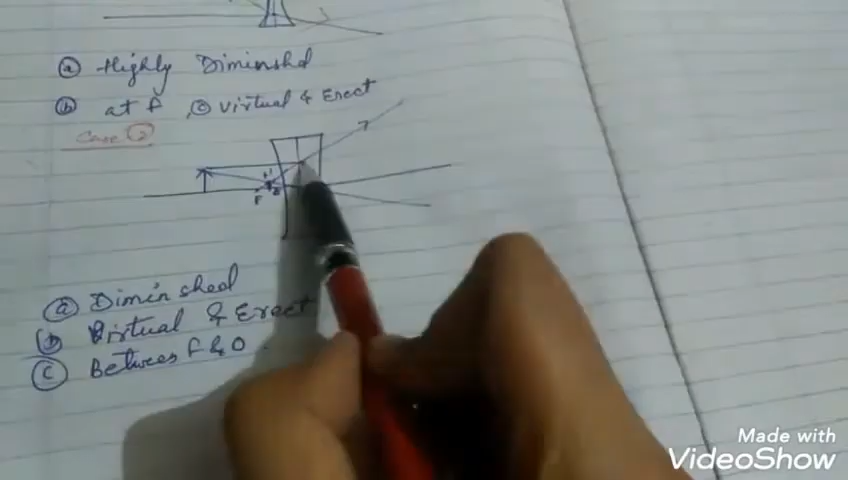 (a) Highly Diminshd
(b) at f , (c) Virtual & Erect
Case (2)
F
(a) Diminshed
(b) Virtual & Erect
(c) Between F & O .
Made with
VideoShow